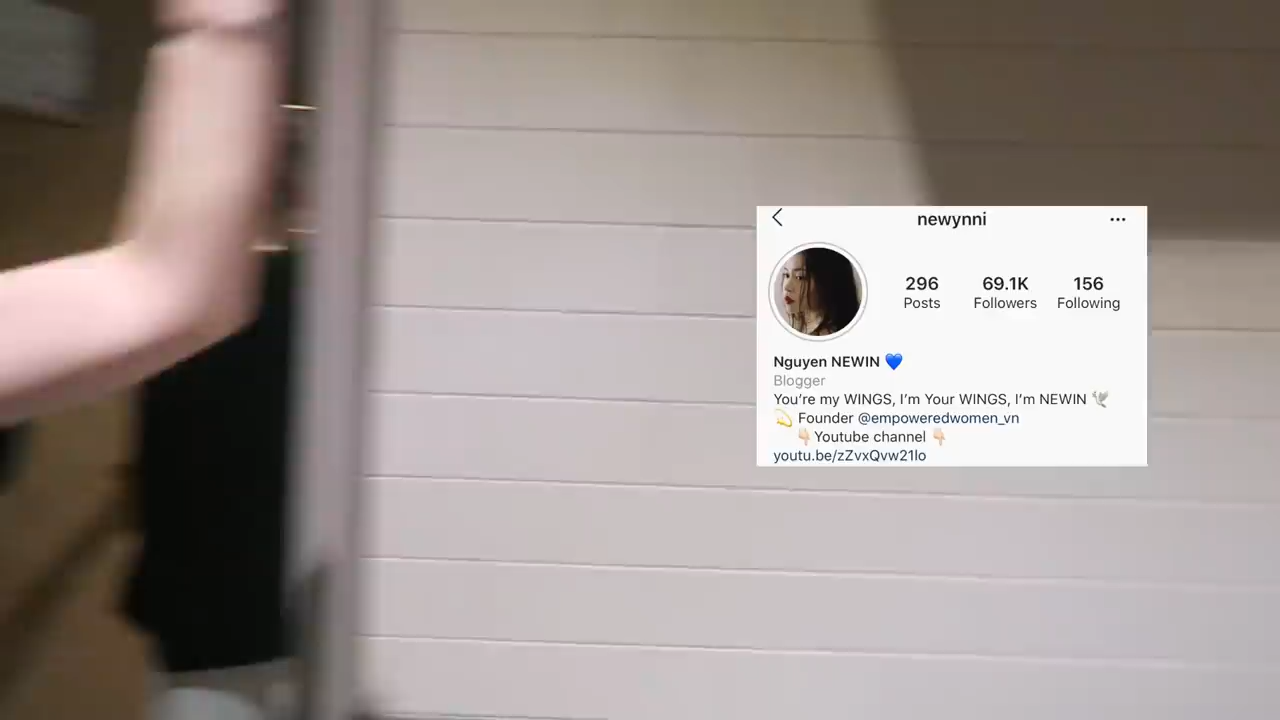 newynni
296 69.1K 156
Posts Followers Following
Nguyen NEWIN 💙
Blogger
You’re my WINGS, I’m Your WINGS, I’m NEWIN 🕊
💫 Founder @empoweredwomen_vn
👇🏻Youtube channel 👇🏻
youtu.be/zZvxQvw21lo